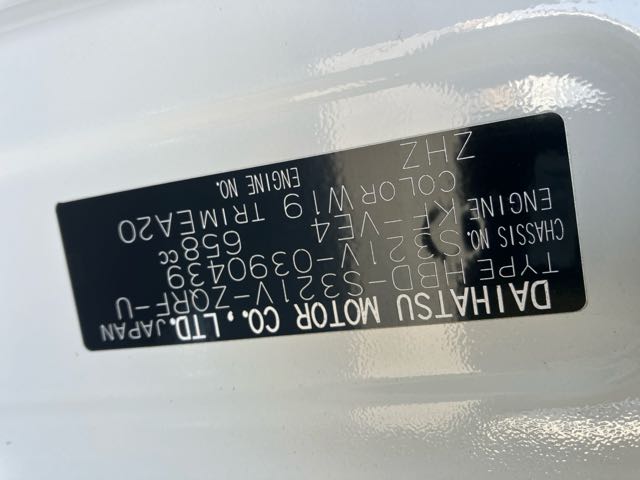 DAIHATSU MOTOR CO., LTD. JAPAN
TYPE HBD-S321V-ZQRF-U
CHASSIS NO. S321V-0390439
ENGINE KF-VE4 658cc
COLOR W19 TRIM EA20
ZHZ ENGINE NO.